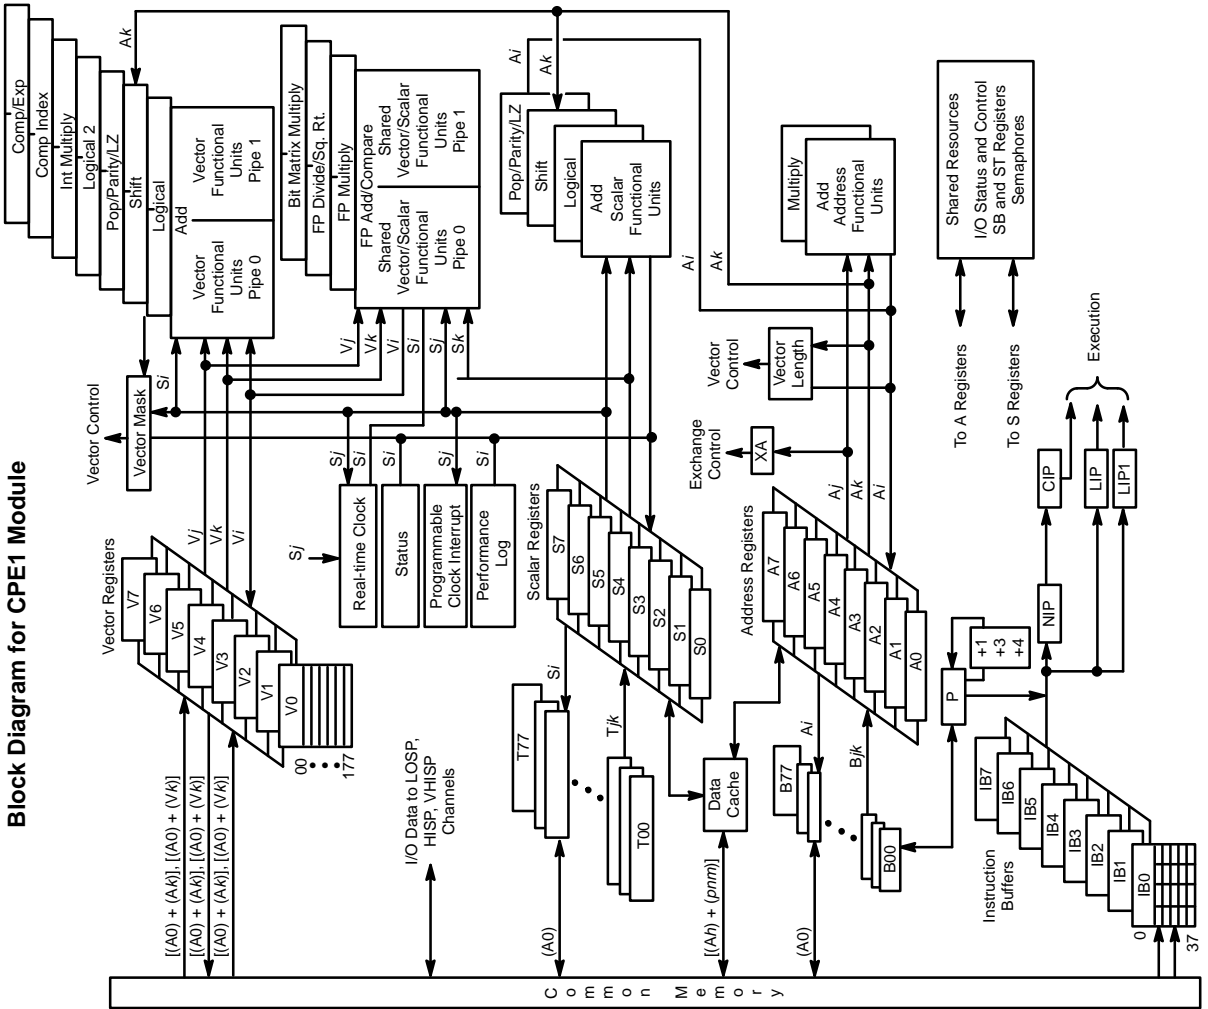 Block Diagram for CPE1 Module
Comp/Exp
Comp Index
Int Multiply
Logical 2
Pop/Parity/LZ
Shift
Logical
Add
Vector
Functional
Units
Pipe 0
Vector
Functional
Units
Pipe 1
Ak
Bit Matrix Multiply
FP Divide/Sq. Rt.
FP Multiply
FP Add/Compare
Shared
Vector/Scalar
Functional
Units
Pipe 0
Shared
Vector/Scalar
Functional
Units
Pipe 1
Ai
Ak
Pop/Parity/LZ
Shift
Logical
Add
Scalar
Functional
Units
Ai
Ak
Multiply
Add
Address
Functional
Units
Shared Resources
I/O Status and Control
SB and ST Registers
Semaphores
To A Registers
To S Registers
Execution
Vector Control
Vector Mask
Si
Vj
Vk
Vi
Si
Sj
Sk
Vector
Control
Vector
Length
Exchange
Control
XA
Vj
Vk
Vi
Sj
Si
Si
Sj
Si
Sj
Real-time Clock
Status
Programmable
Clock Interrupt
Performance
Log
Vector Registers
V7
V6
V5
V4
V3
V2
V1
V0
00
177
Scalar Registers
S7
S6
S5
S4
S3
S2
S1
S0
Address Registers
A7
A6
A5
A4
A3
A2
A1
A0
Aj
Ak
Ai
CIP
LIP
LIP1
NIP
+1
+3
+4
P
Si
T77
Tjk
T00
Data
Cache
Ai
B77
Bjk
B00
Instruction
Buffers
IB7
IB6
IB5
IB4
IB3
IB2
IB1
IB0
0
37
[(A0) + (Ak)], [(A0) + (Vk)]
[(A0) + (Ak)], [(A0) + (Vk)]
[(A0) + (Ak)], [(A0) + (Vk)]
I/O Data to LOSP,
HISP, VHISP
Channels
(A0)
[(Ah) + (pnm)]
(A0)
Common Memory